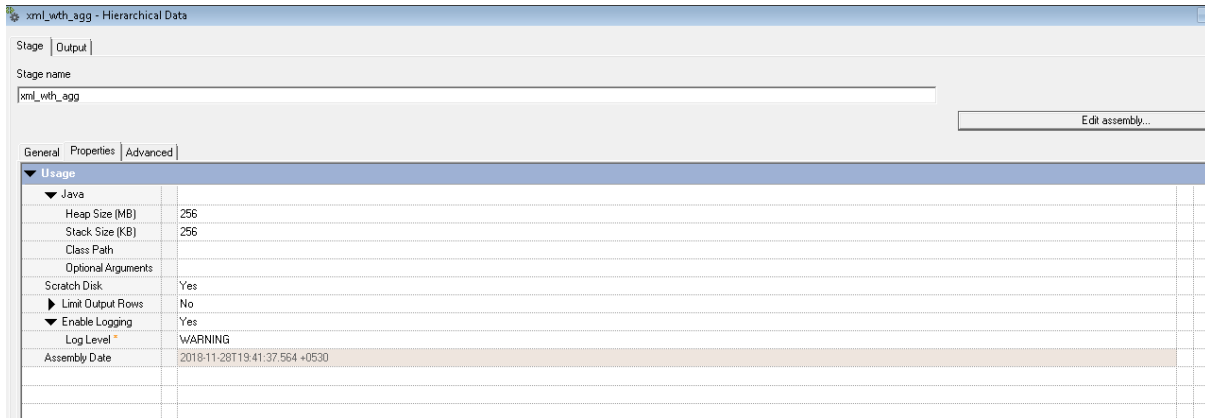 xml_wth_agg - Hierarchical Data
Stage Output
Stage name
xml_wth_agg
Edit assembly...
General Properties Advanced
Usage
Java
Heap Size (MB) 256
Stack Size (KB) 256
Class Path
Optional Arguments
Scratch Disk Yes
Limit Output Rows No
Enable Logging Yes
Log Level * WARNING
Assembly Date 2018-11-28T19:41:37.564 +0530